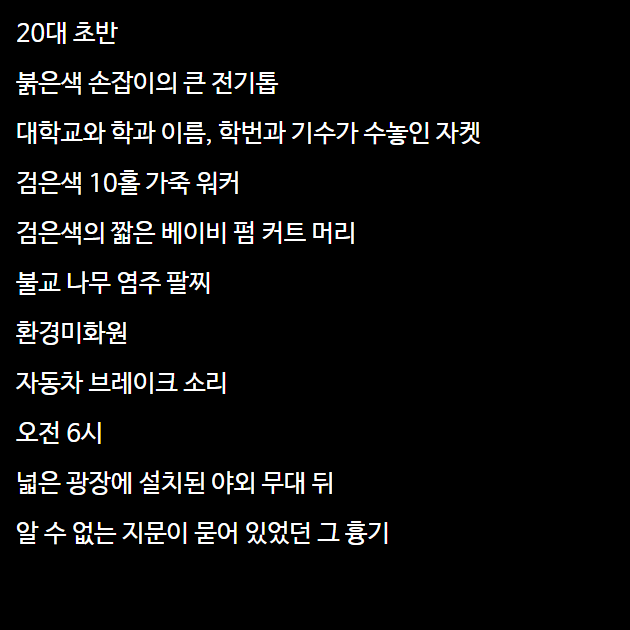 20대 초반
붉은색 손잡이의 큰 전기톱
대학교와 학과 이름, 학번과 기수가 수놓인 자켓
검은색 10홀 가죽 워커
검은색의 짧은 베이비 펌 커트 머리
불교 나무 염주 팔찌
환경미화원
자동차 브레이크 소리
오전 6시
넓은 광장에 설치된 야외 무대 뒤
알 수 없는 지문이 묻어 있었던 그 흉기